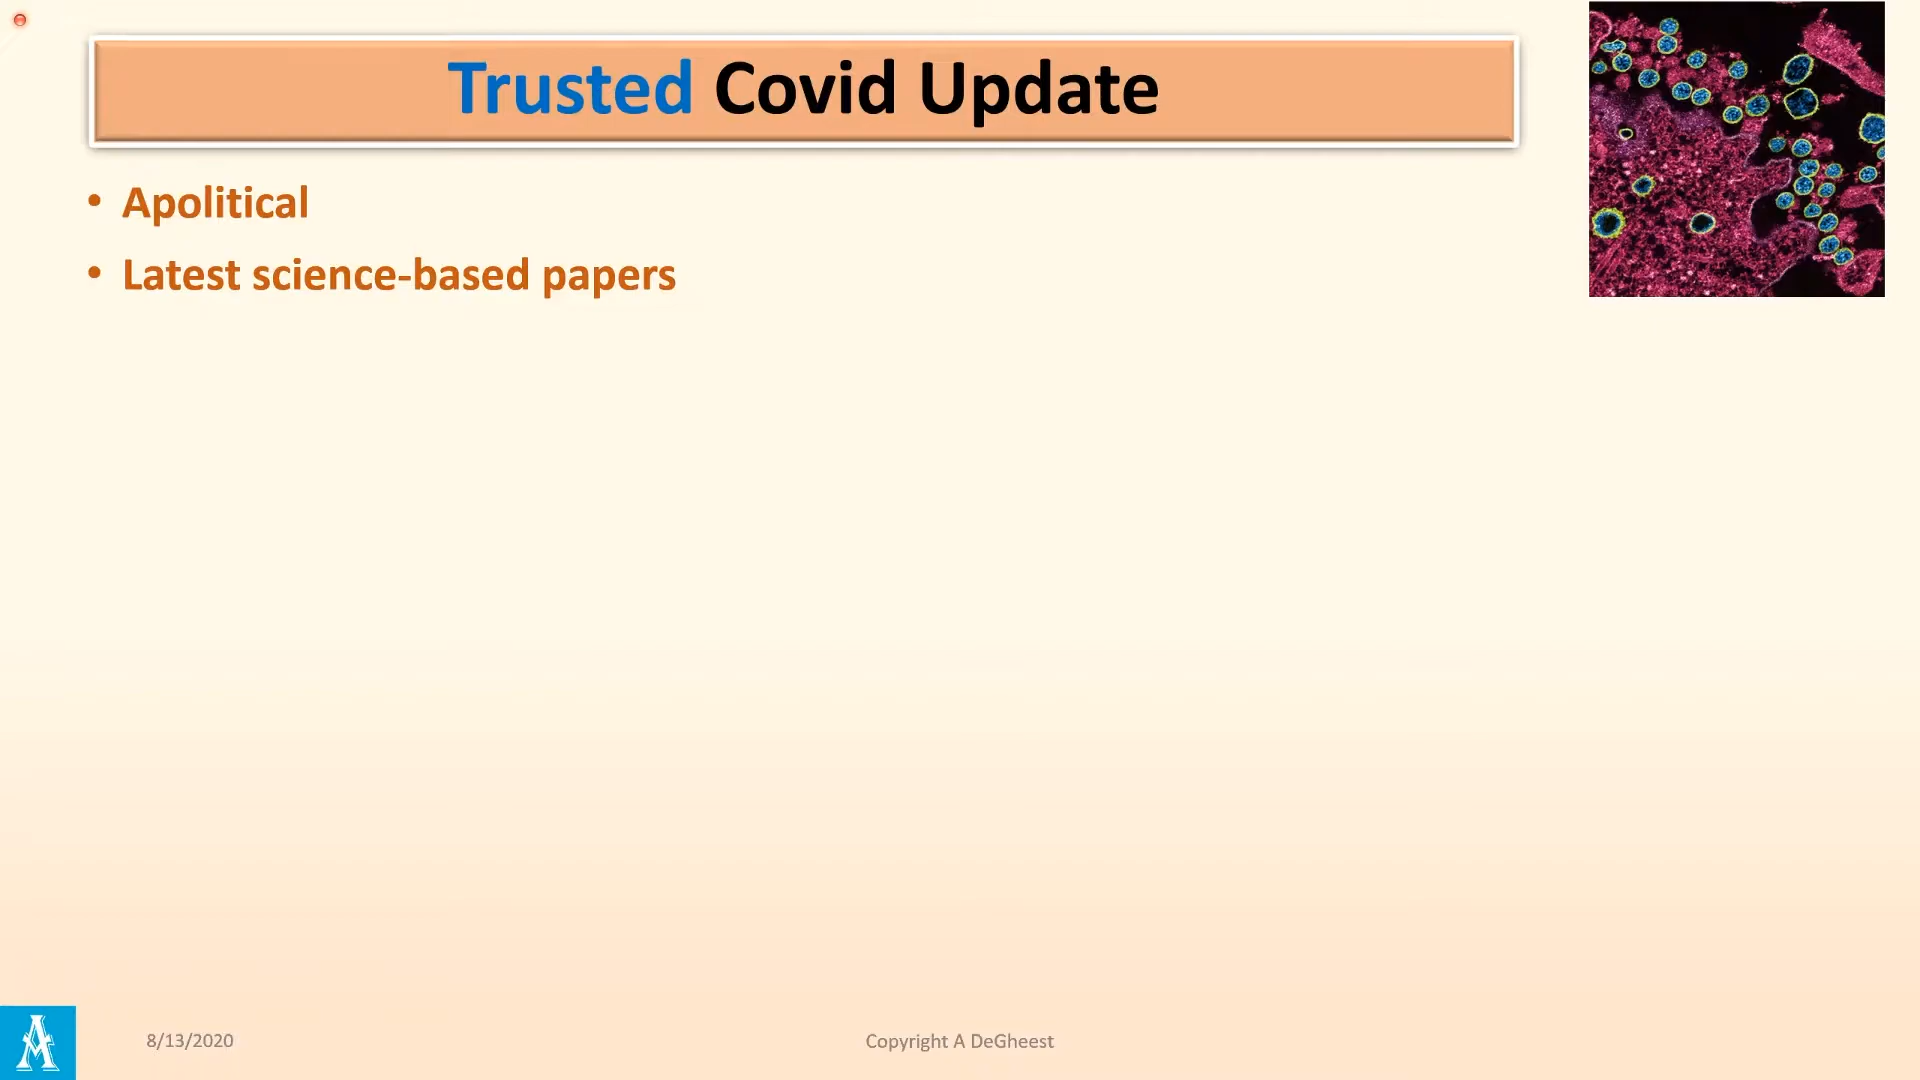 Trusted Covid Update
• Apolitical
• Latest science-based papers
A
8/13/2020
Copyright A DeGheest